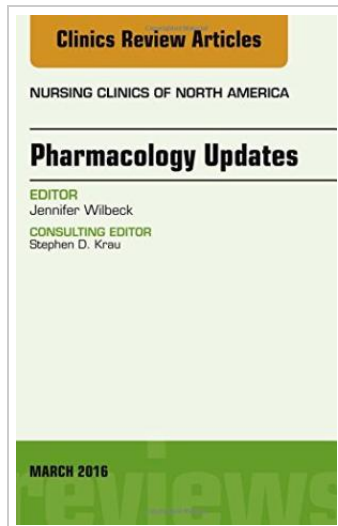 Clinics Review Articles
NURSING CLINICS OF NORTH AMERICA
Pharmacology Updates
EDITOR
Jennifer Wilbeck
CONSULTING EDITOR
Stephen D. Krau
MARCH 2016
reviews